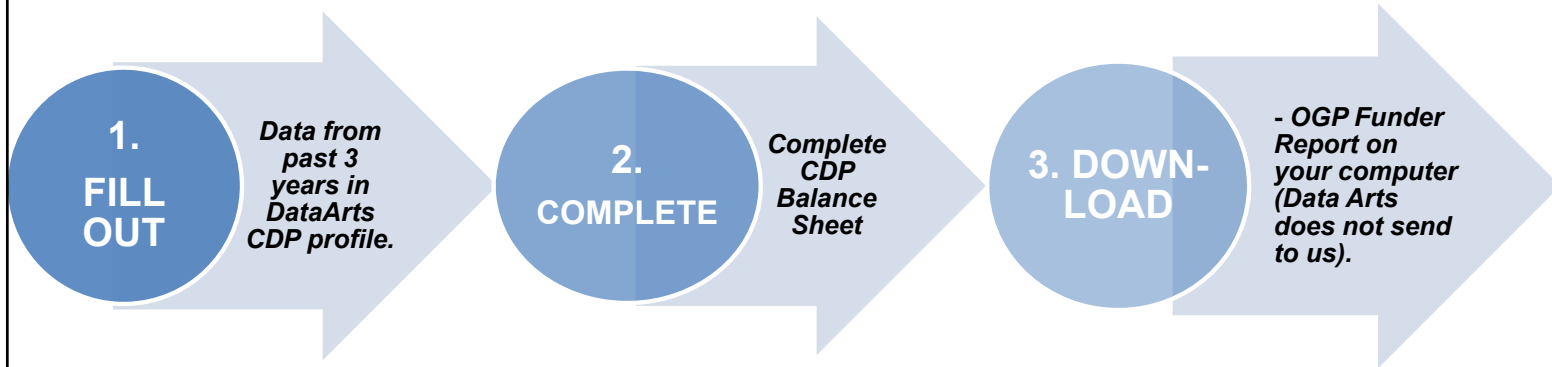 1.
FILL
OUT
Data from
past 3
years in
DataArts
CDP profile.
2.
COMPLETE
Complete
CDP
Balance
Sheet
3. DOWN-
LOAD
- OGP Funder
Report on
your computer
(Data Arts
does not send
to us).